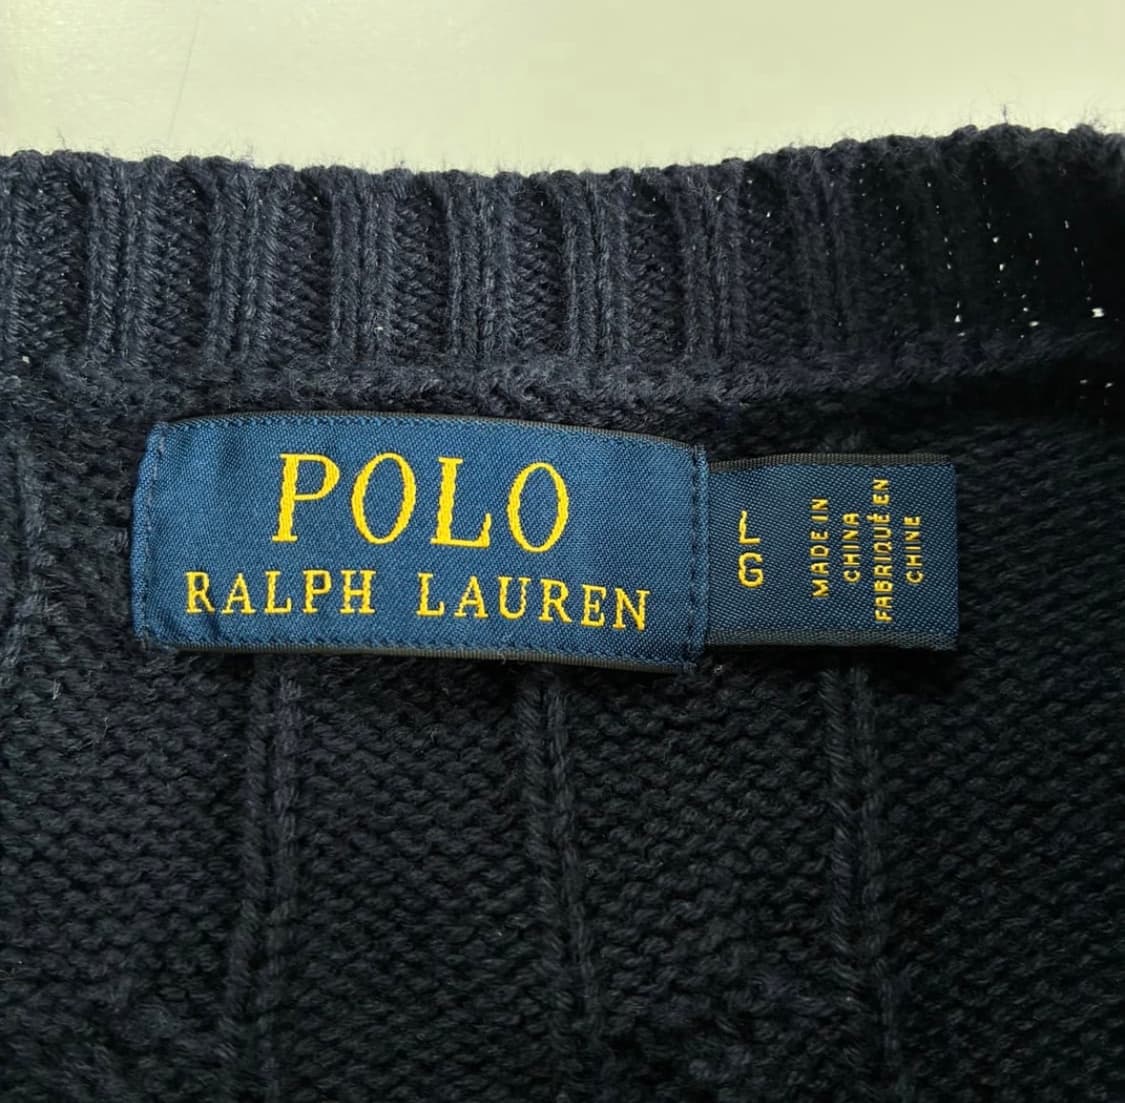 POLO
RALPH LAUREN
L
G
MADE IN
CHINA
FABRIQUÉ EN
CHINE